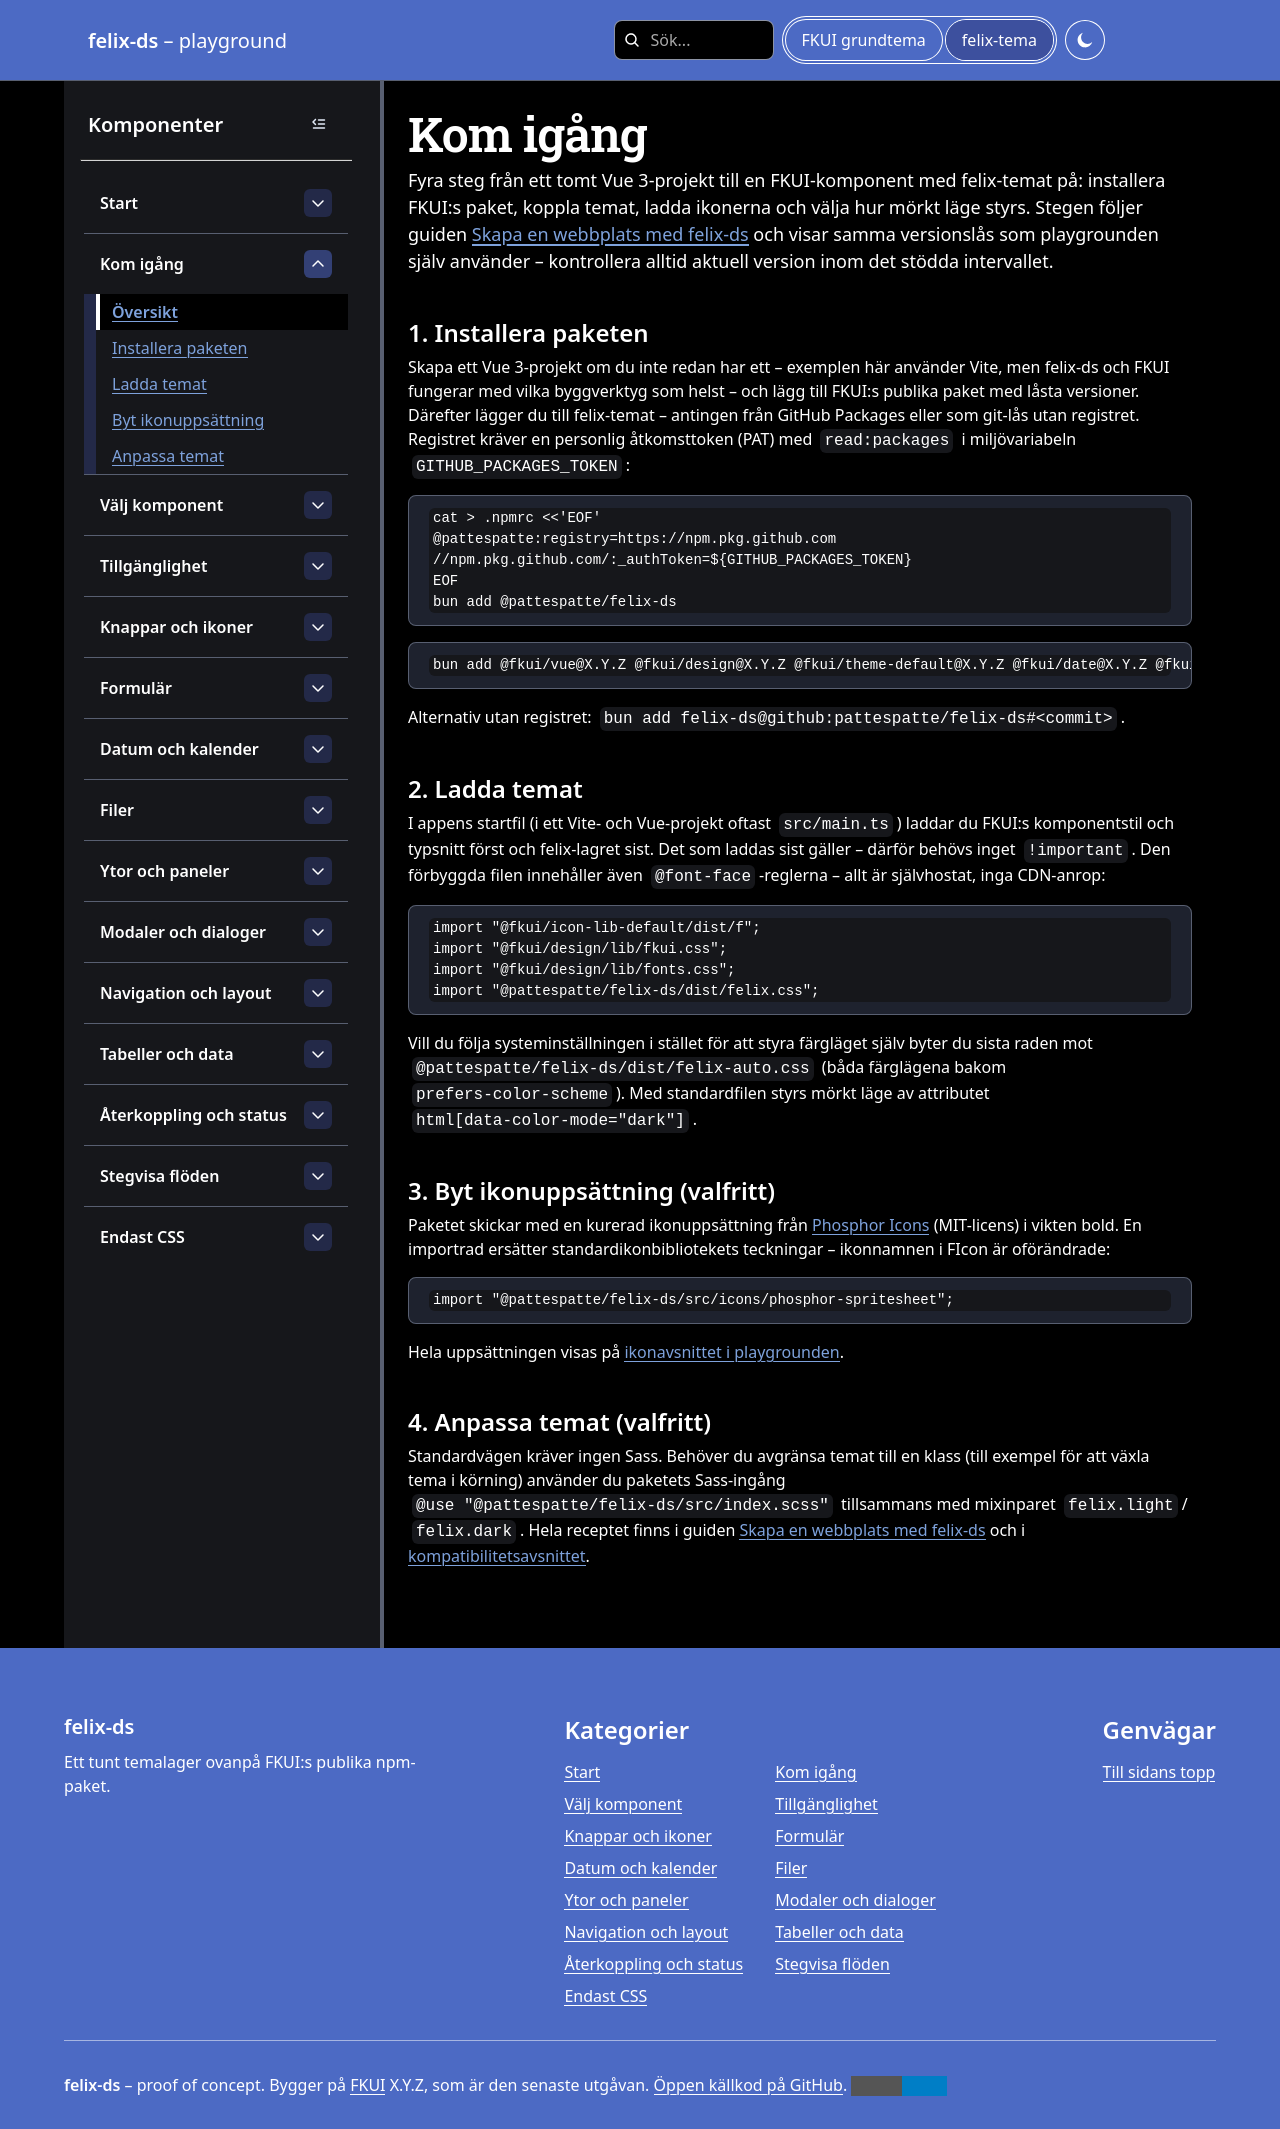 felix-ds – playground
Sök...
FKUI grundtema
felix-tema
Komponenter
Start
Kom igång
Översikt
Installera paketen
Ladda temat
Byt ikonuppsättning
Anpassa temat
Välj komponent
Tillgänglighet
Knappar och ikoner
Formulär
Datum och kalender
Filer
Ytor och paneler
Modaler och dialoger
Navigation och layout
Tabeller och data
Återkoppling och status
Stegvisa flöden
Endast CSS
Kom igång
Fyra steg från ett tomt Vue 3-projekt till en FKUI-komponent med felix-temat på: installera
FKUI:s paket, koppla temat, ladda ikonerna och välja hur mörkt läge styrs. Stegen följer
guiden Skapa en webbplats med felix-ds och visar samma versionslås som playgrounden
själv använder – kontrollera alltid aktuell version inom det stödda intervallet.
1. Installera paketen
Skapa ett Vue 3-projekt om du inte redan har ett – exemplen här använder Vite, men felix-ds och FKUI
fungerar med vilka byggverktyg som helst – och lägg till FKUI:s publika paket med låsta versioner.
Därefter lägger du till felix-temat – antingen från GitHub Packages eller som git-lås utan registret.
Registret kräver en personlig åtkomsttoken (PAT) med read:packages i miljövariabeln
GITHUB_PACKAGES_TOKEN :
cat > .npmrc <<'EOF'
@pattespatte:registry=https://npm.pkg.github.com
//npm.pkg.github.com/:_authToken=${GITHUB_PACKAGES_TOKEN}
EOF
bun add @pattespatte/felix-ds
bun add @fkui/vue@X.Y.Z @fkui/design@X.Y.Z @fkui/theme-default@X.Y.Z @fkui/date@X.Y.Z @fkui
Alternativ utan registret: bun add felix-ds@github:pattespatte/felix-ds#<commit> .
2. Ladda temat
I appens startfil (i ett Vite- och Vue-projekt oftast src/main.ts ) laddar du FKUI:s komponentstil och
typsnitt först och felix-lagret sist. Det som laddas sist gäller – därför behövs inget !important . Den
förbyggda filen innehåller även @font-face -reglerna – allt är självhostat, inga CDN-anrop:
import "@fkui/icon-lib-default/dist/f";
import "@fkui/design/lib/fkui.css";
import "@fkui/design/lib/fonts.css";
import "@pattespatte/felix-ds/dist/felix.css";
Vill du följa systeminställningen i stället för att styra färgläget själv byter du sista raden mot
@pattespatte/felix-ds/dist/felix-auto.css (båda färglägena bakom
prefers-color-scheme ). Med standardfilen styrs mörkt läge av attributet
html[data-color-mode="dark"] .
3. Byt ikonuppsättning (valfritt)
Paketet skickar med en kurerad ikonuppsättning från Phosphor Icons (MIT-licens) i vikten bold. En
importrad ersätter standardikonbibliotekets teckningar – ikonnamnen i FIcon är oförändrade:
import "@pattespatte/felix-ds/src/icons/phosphor-spritesheet";
Hela uppsättningen visas på ikonavsnittet i playgrounden.
4. Anpassa temat (valfritt)
Standardvägen kräver ingen Sass. Behöver du avgränsa temat till en klass (till exempel för att växla
tema i körning) använder du paketets Sass-ingång
@use "@pattespatte/felix-ds/src/index.scss" tillsammans med mixinparet felix.light /
felix.dark . Hela receptet finns i guiden Skapa en webbplats med felix-ds och i
kompatibilitetsavsnittet.
felix-ds
Ett tunt temalager ovanpå FKUI:s publika npm-
paket.
Kategorier
Start
Kom igång
Välj komponent
Tillgänglighet
Knappar och ikoner
Formulär
Datum och kalender
Filer
Ytor och paneler
Modaler och dialoger
Navigation och layout
Tabeller och data
Återkoppling och status
Stegvisa flöden
Endast CSS
Genvägar
Till sidans topp
felix-ds – proof of concept. Bygger på FKUI X.Y.Z, som är den senaste utgåvan. Öppen källkod på GitHub.